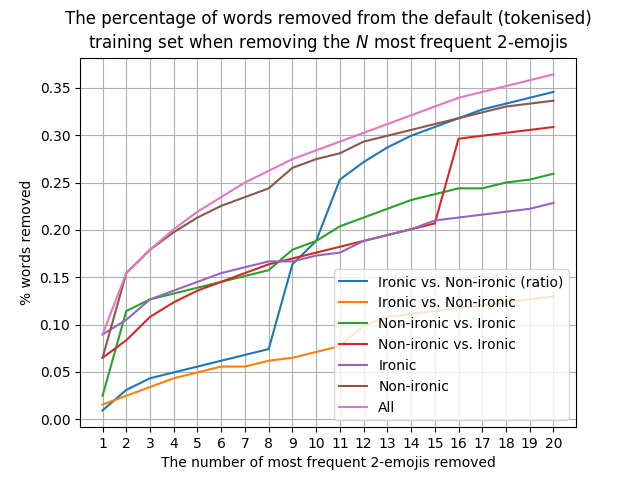 The percentage of words removed from the default (tokenised)
training set when removing the N most frequent 2-emojis
% words removed
0.35
0.30
0.25
0.20
0.15
0.10
0.05
0.00
Ironic vs. Non-ironic (ratio)
Ironic vs. Non-ironic
Non-ironic vs. Ironic
Non-ironic vs. Ironic
Ironic
Non-ironic
All
1 2 3 4 5 6 7 8 9 10 11 12 13 14 15 16 17 18 19 20
The number of most frequent 2-emojis removed